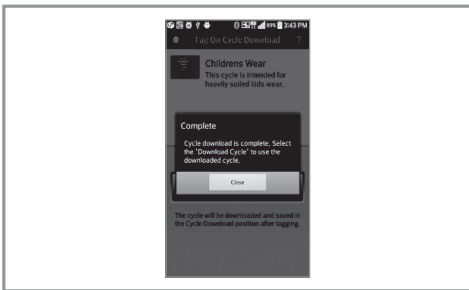 89% 3:43 PM
Tag On Cycle Download ?
Childrens Wear
This cycle is intended for
heavily soiled kids wear.
Complete
Cycle download is complete. Select
the 'Download Cycle' to use the
downloaded cycle.
Close
The cycle will be downloaded and saved in
the Cycle Download position after tagging.